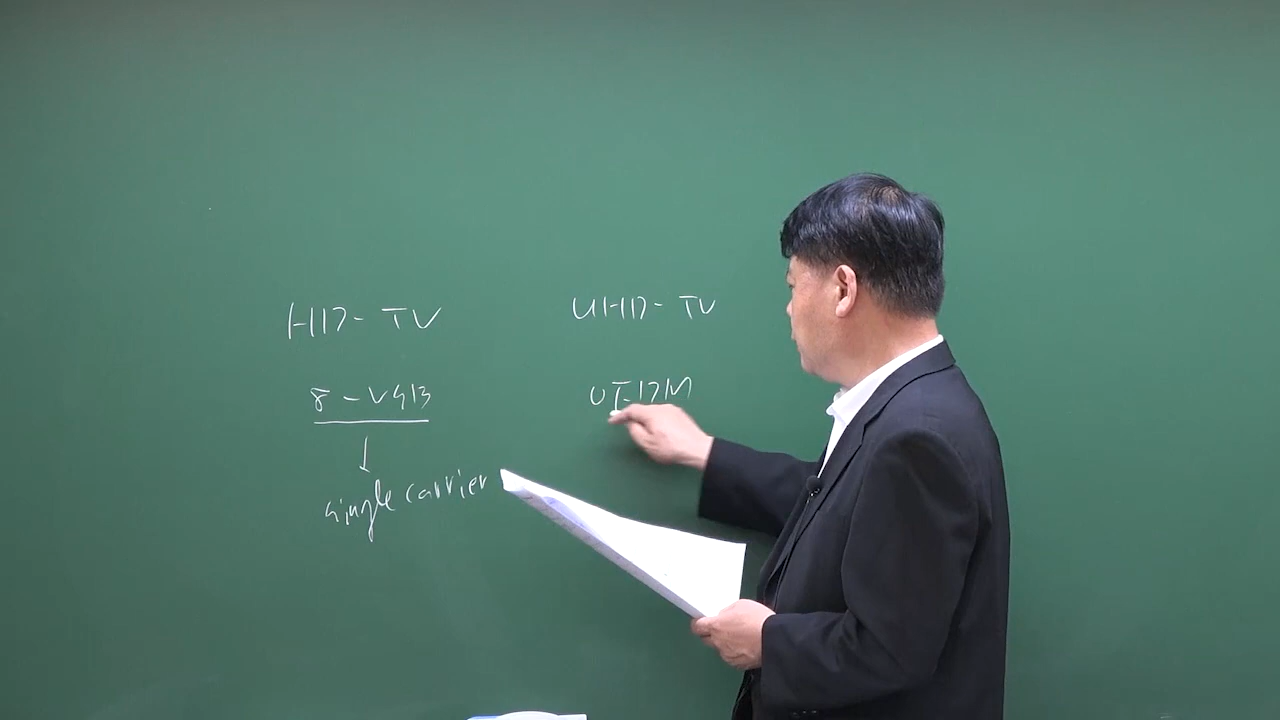 HD- TV
UHD- TV
8-VSB
OFDM
single carrier